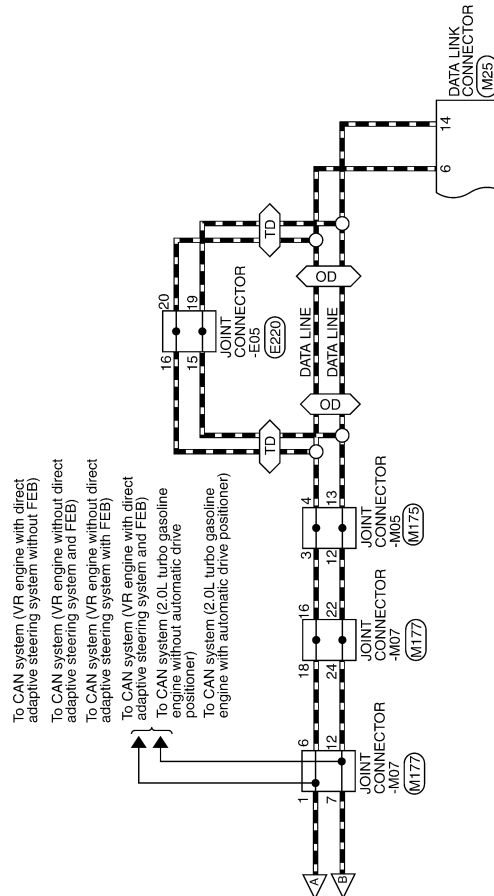 To CAN system (VR engine with direct
adaptive steering system without FEB)
To CAN system (VR engine without direct
adaptive steering system and FEB)
To CAN system (VR engine without direct
adaptive steering system with FEB)
To CAN system (VR engine with direct
adaptive steering system and FEB)
To CAN system (2.0L turbo gasoline
engine without automatic drive
positioner)
To CAN system (2.0L turbo gasoline
engine with automatic drive positioner)
A
B
1
6
7
12
JOINT
CONNECTOR
-M07
M177
18
16
24
22
JOINT
CONNECTOR
-M07
M177
3
4
12
13
JOINT
CONNECTOR
-M05
M175
TD
OD
16
20
15
19
JOINT
CONNECTOR
-E05
E220
DATA LINE
DATA LINE
TD
OD
6
14
DATA LINK
CONNECTOR
M25